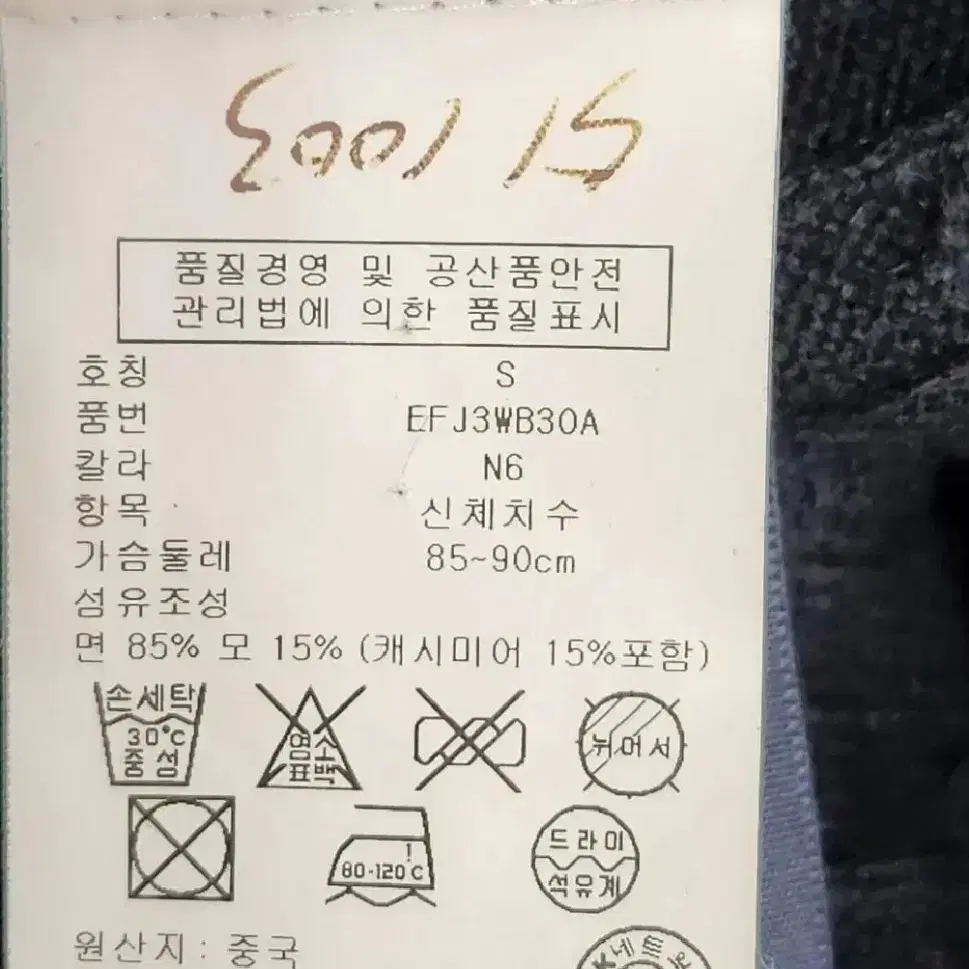 품질경영 및 공산품안전
관리법에 의한 품질표시
호칭 S
품번 EFJ3WB30A
칼라 N6
항목 신체치수
가슴둘레 85~90cm
섬유조성
면 85% 모 15% (캐시미어 15%포함)
손세탁
30°C
중성
염소
표백
뉘어서
80-120°C
드라이
석유계
원산지: 중국
네트워